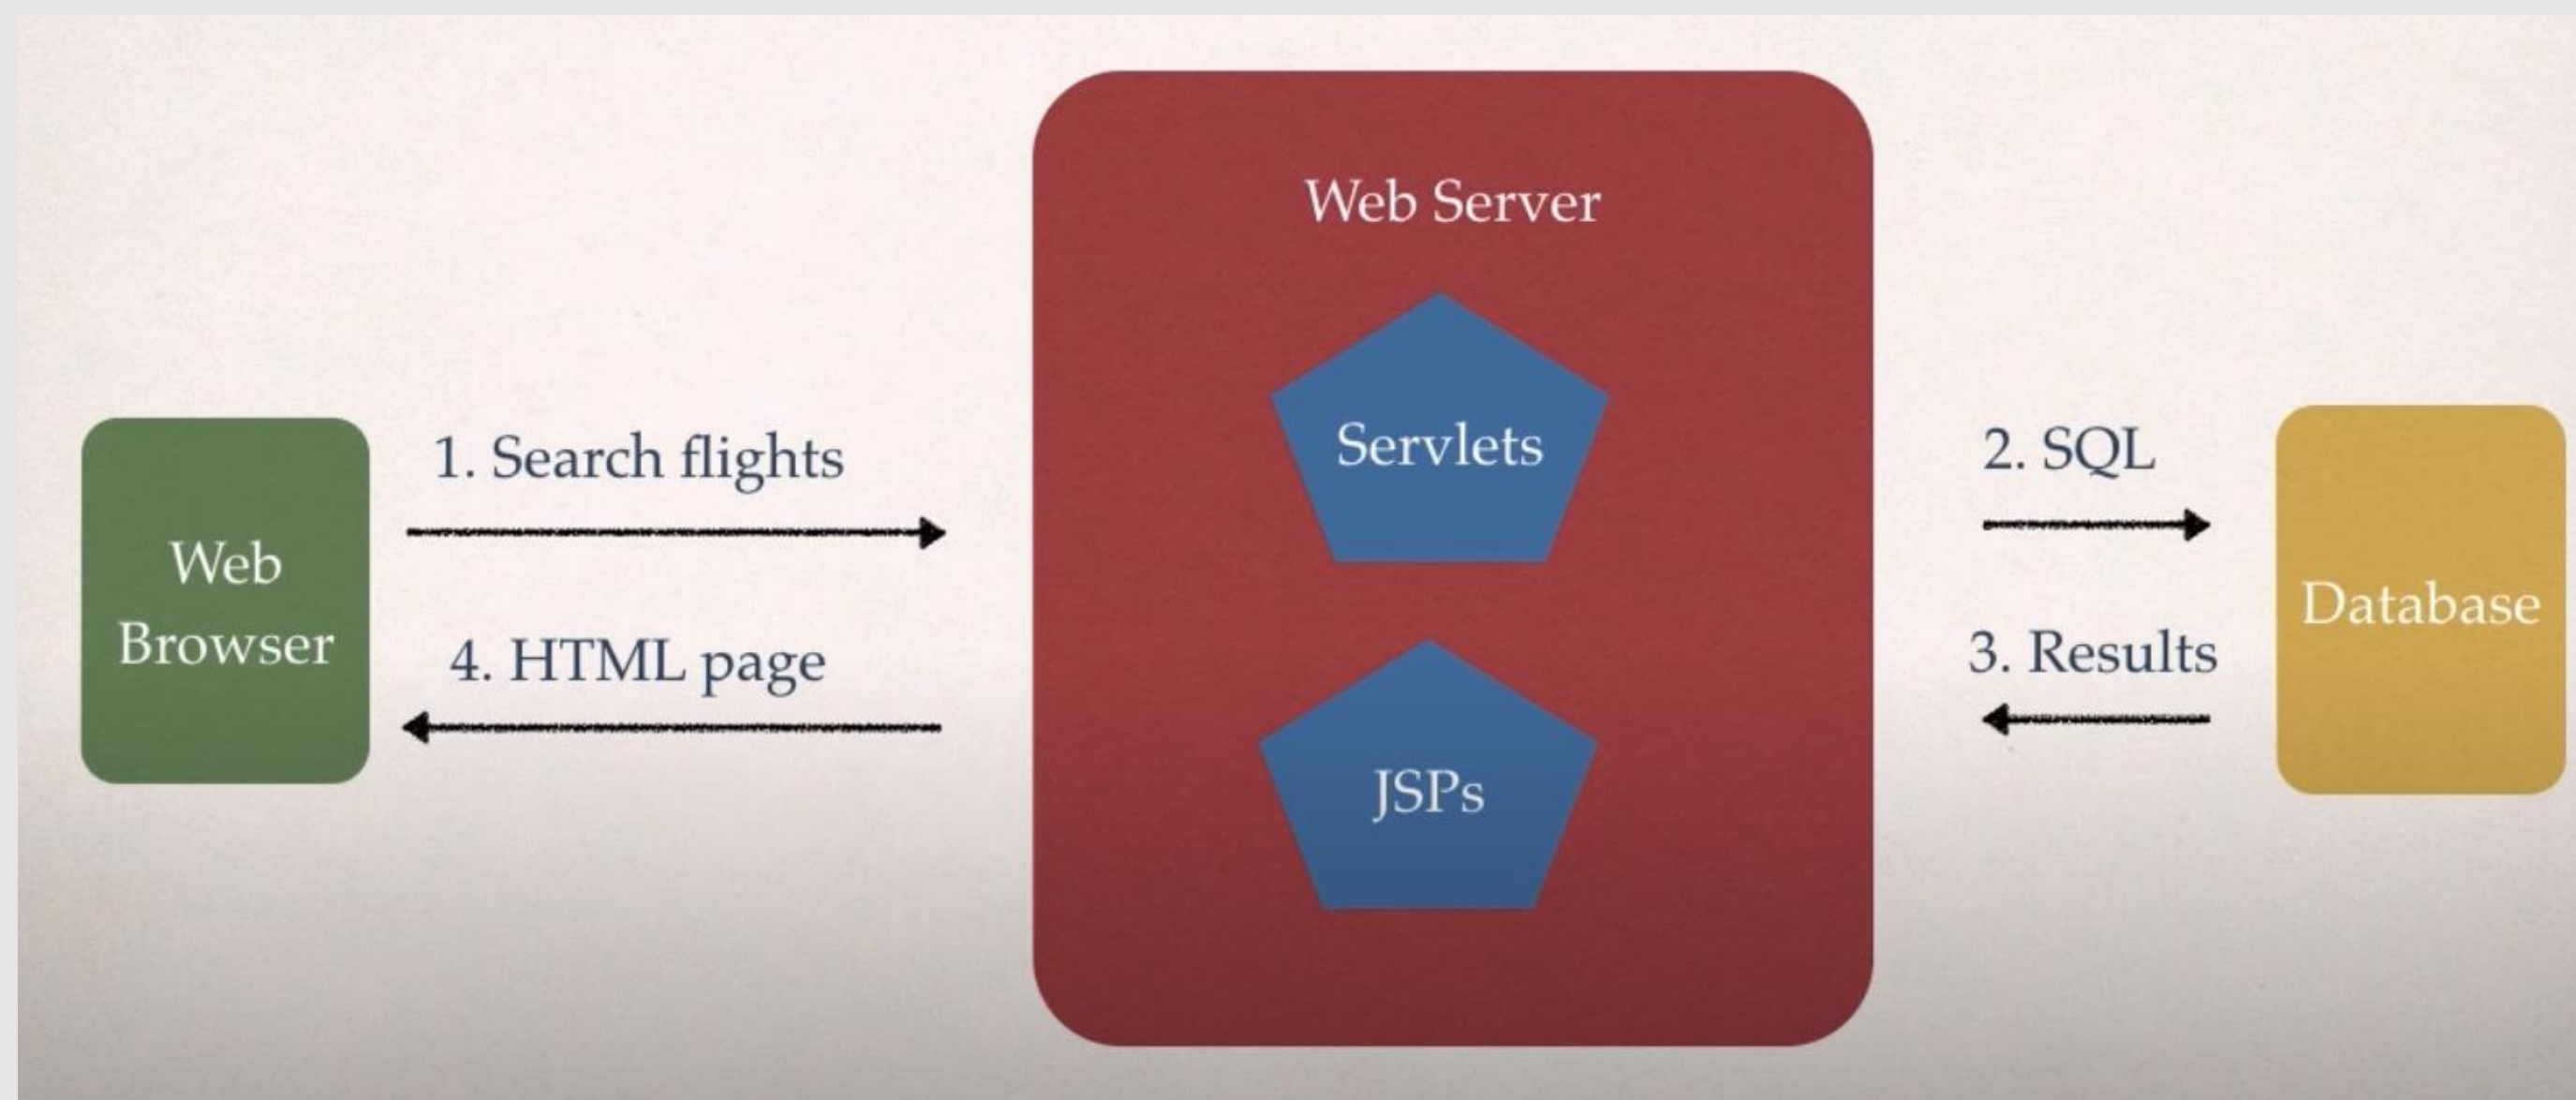 Web Server
Servlets
1. Search flights
2. SQL
Web
Browser
Database
4. HTML page
3. Results
JSPs